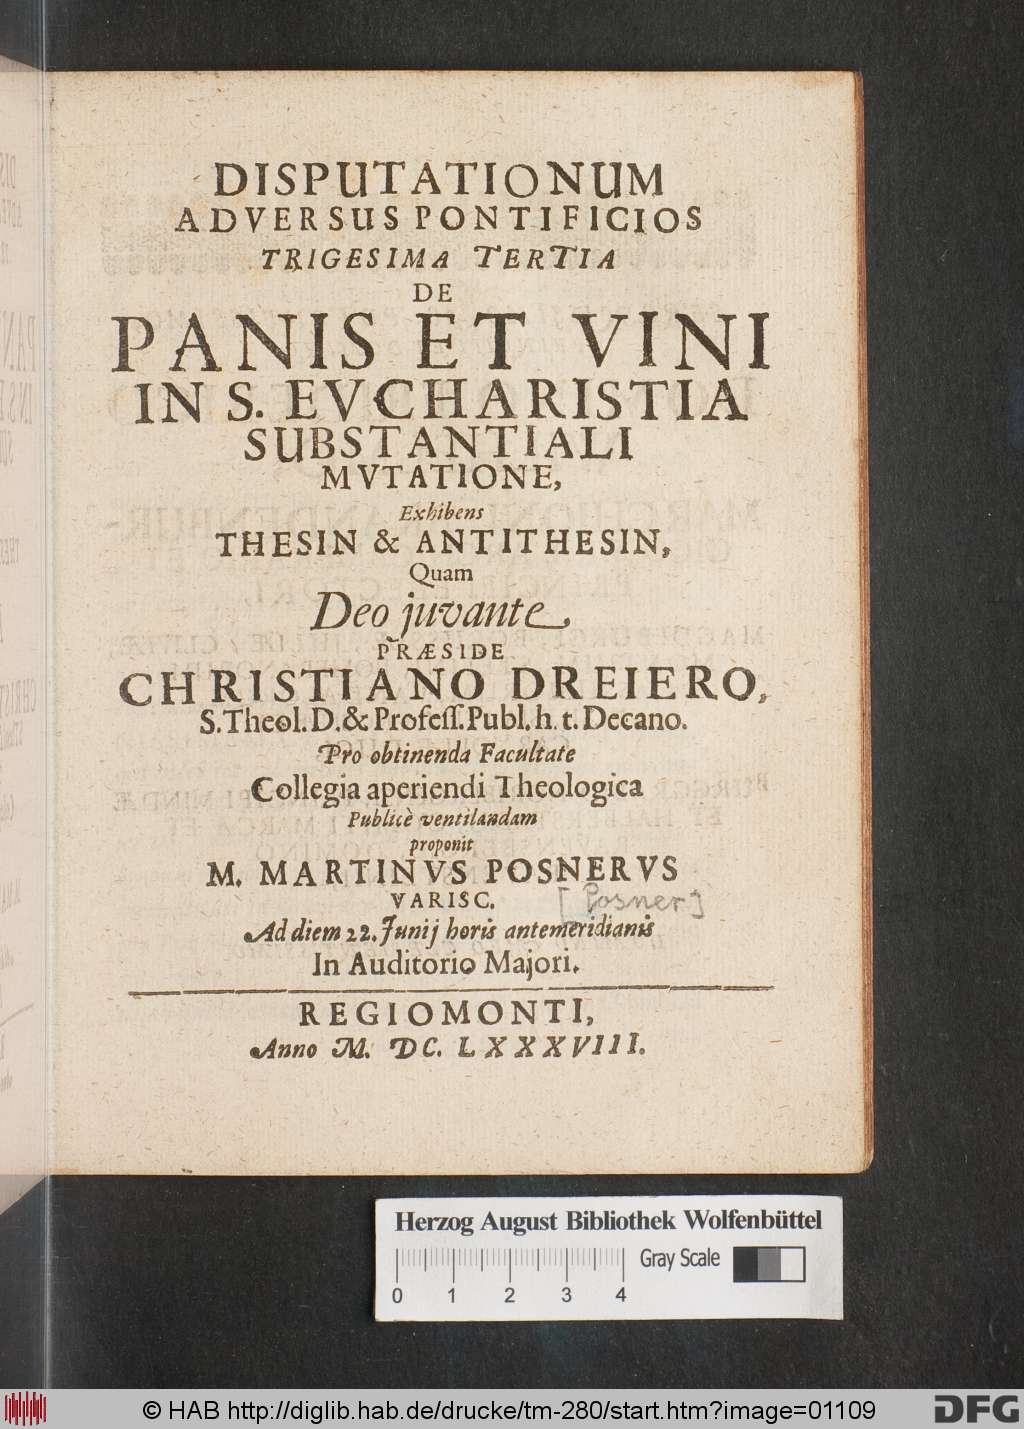 DISPUTATIONUM
ADVERSUS PONTIFICIOS
TRIGESIMA TERTIA
DE
PANIS ET VINI
IN S. EVCHARISTIA
SUBSTANTIALI
MVTATIONE,
Exhibens
THESIN & ANTITHESIN,
Quam
Deo juvante,
PRÆSIDE
CHRISTIANO DREIERO,
S. Theol. D. & Professſ. Publ. h. t. Decano.
Pro obtinenda Facultate
Collegia aperiendi Theologica
Publicè ventilandam
proponit
M. MARTINVS POSNERVS
VARISC.
[Posner]
Ad diem 22. Junij horis antemeridianis
In Auditorio Majori.
REGIOMONTI,
Anno M. DC. LXXXVIII.
Herzog August Bibliothek Wolfenbüttel
Gray Scale
0 1 2 3 4
© HAB http://diglib.hab.de/drucke/tm-280/start.htm?image=01109
DFG